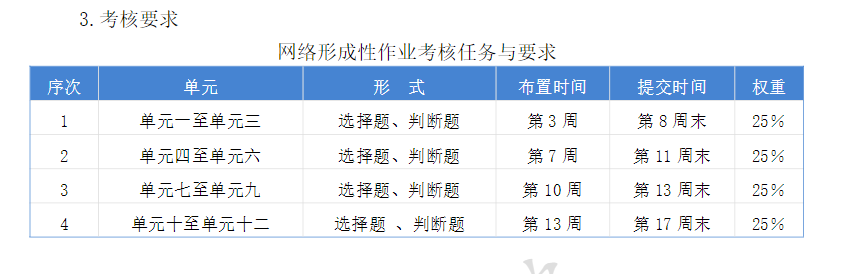 3.考核要求
网络形成性作业考核任务与要求
序次 单元 形 式 布置时间 提交时间 权重
1 单元一至单元三 选择题、判断题 第 3 周 第 8 周末 25%
2 单元四至单元六 选择题、判断题 第 7 周 第 11 周末 25%
3 单元七至单元九 选择题、判断题 第 10 周 第 13 周末 25%
4 单元十至单元十二 选择题 、判断题 第 13 周 第 17 周末 25%